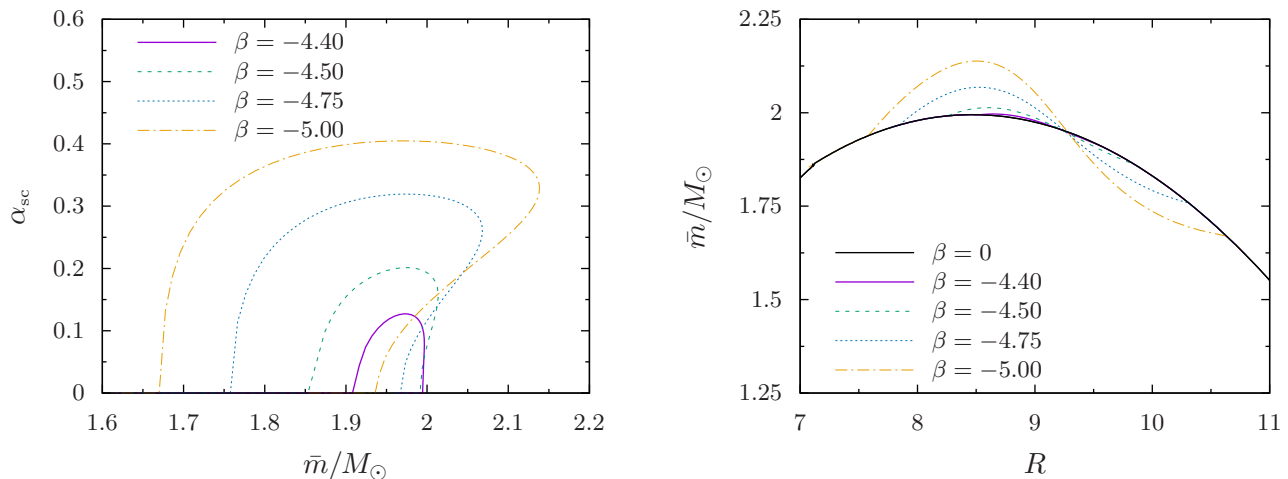 0.6
0.5
0.4
0.3
0.2
0.1
0
α_sc
β = −4.40
β = −4.50
β = −4.75
β = −5.00
1.6 1.7 1.8 1.9 2 2.1 2.2
m̄/M⊙
2.25
2
1.75
1.5
1.25
m̄/M⊙
β = 0
β = −4.40
β = −4.50
β = −4.75
β = −5.00
7 8 9 10 11
R